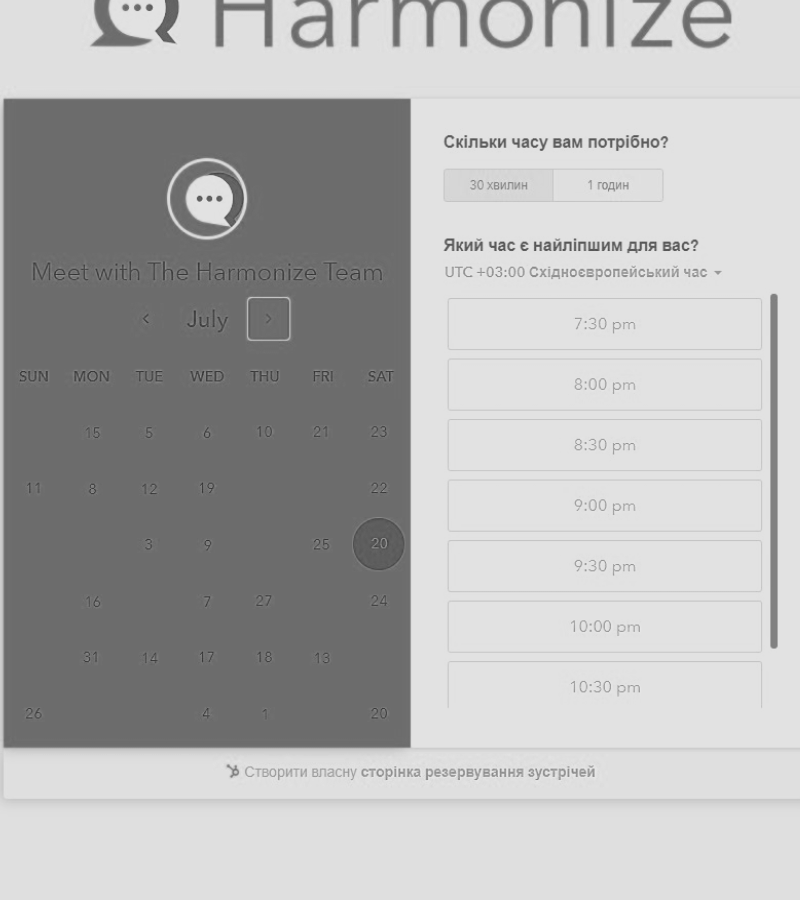 Harmonize
Meet with The Harmonize Team
July
SUN MON TUE WED THU FRI SAT
15 5 6 10 21 23
11 8 12 19 22
3 9 25 20
16 7 27 24
31 14 17 18 13
26 4 1 20
Скільки часу вам потрібно?
30 хвилин 1 годин
Який час є найліпшим для вас?
UTC +03:00 Східноєвропейський час
7:30 pm
8:00 pm
8:30 pm
9:00 pm
9:30 pm
10:00 pm
10:30 pm
Створити власну сторінка резервування зустрічей